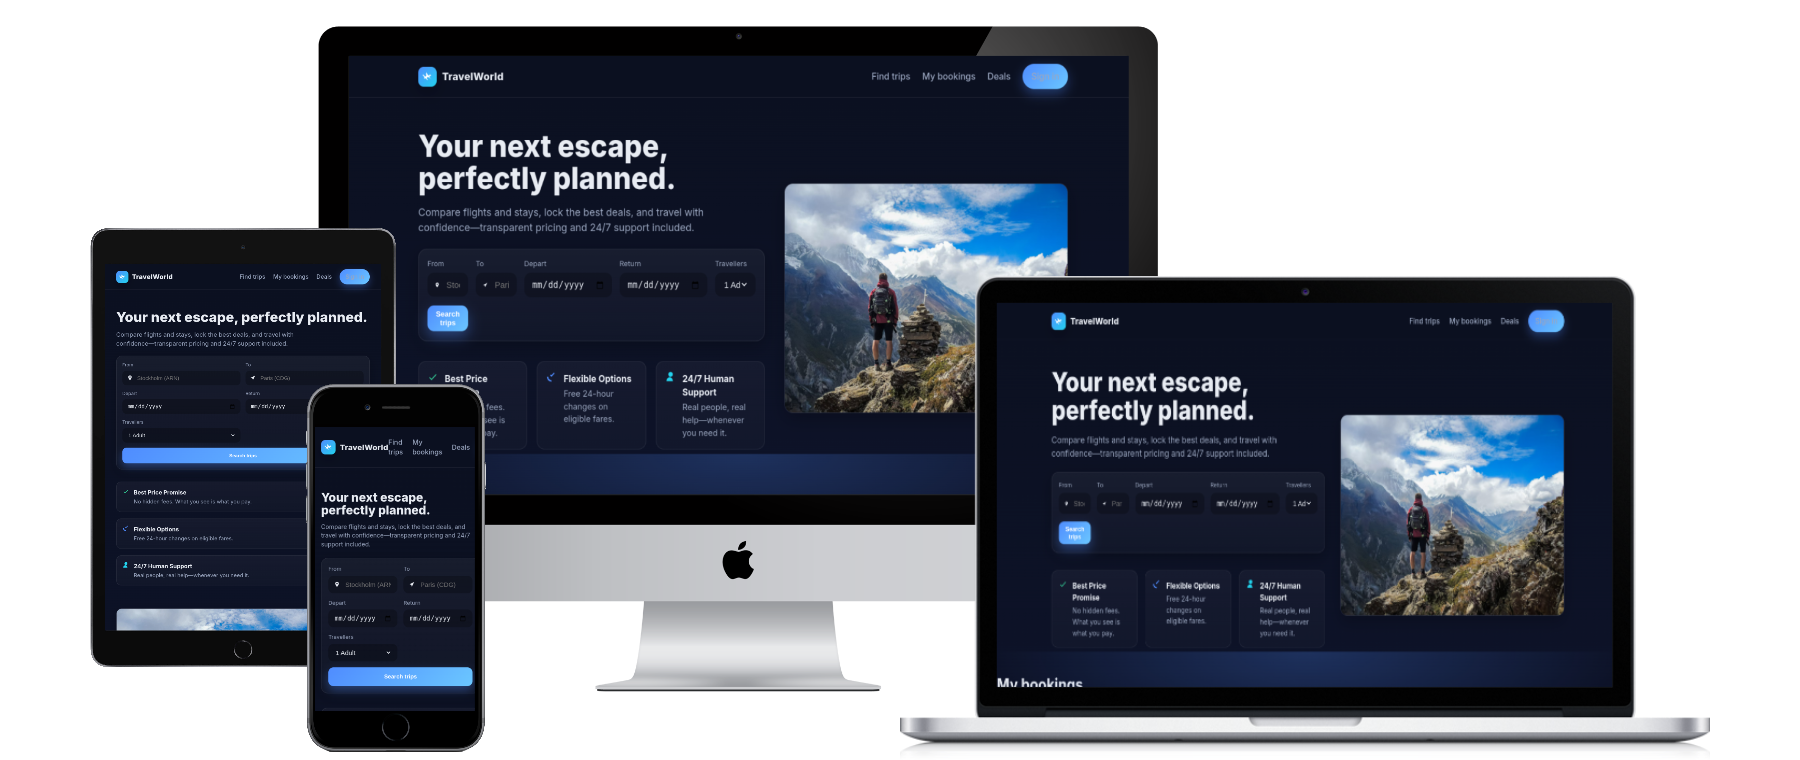 TravelWorld
Find trips My bookings Deals
Your next escape,
perfectly planned.
Compare flights and stays, lock the best deals, and travel with
confidence—transparent pricing and 24/7 support included.
From To Depart Return Travellers
Sto Pari mm/dd/yyyy mm/dd/yyyy 1 Ad
Search
trips
Best Price
fees.
ee is
ay.
Flexible Options
Free 24-hour
changes on
eligible fares.
24/7 Human
Support
Real people, real
help—whenever
you need it.
TravelWorld
Find trips My bookings Deals
Your next escape, perfectly planned.
Compare flights and stays, lock the best deals, and travel with
confidence—transparent pricing and 24/7 support included.
From To
Stockholm (ARN) Paris (CDG)
Depart Return
mm/dd/yyyy mm/dd/yyyy
Travellers
1 Adult
Search trips
Best Price Promise
No hidden fees. What you see is what you pay.
Flexible Options
Free 24-hour changes on eligible fares.
24/7 Human Support
Real people, real help—whenever you need it.
TravelWorld
Find
trips
My
bookings
Deals
Your next escape,
perfectly planned.
Compare flights and stays, lock the best deals, and
travel with confidence—transparent pricing and 24/7
support included.
From To
Stockholm (ARN Paris (CDG)
Depart Return
mm/dd/yyyy mm/dd/yyyy
Travellers
1 Adult
Search trips
TravelWorld
Find trips My bookings Deals
Your next escape,
perfectly planned.
Compare flights and stays, lock the best deals, and travel with
confidence—transparent pricing and 24/7 support included.
From To Depart Return Travellers
Sto Par mm/dd/yyyy mm/dd/yyyy 1 Ad
Search
trips
Best Price
Promise
No hidden fees.
What you see is
what you pay.
Flexible Options
Free 24-hour
changes on
eligible fares.
24/7 Human
Support
Real people, real
help—whenever
you need it.
My bookings